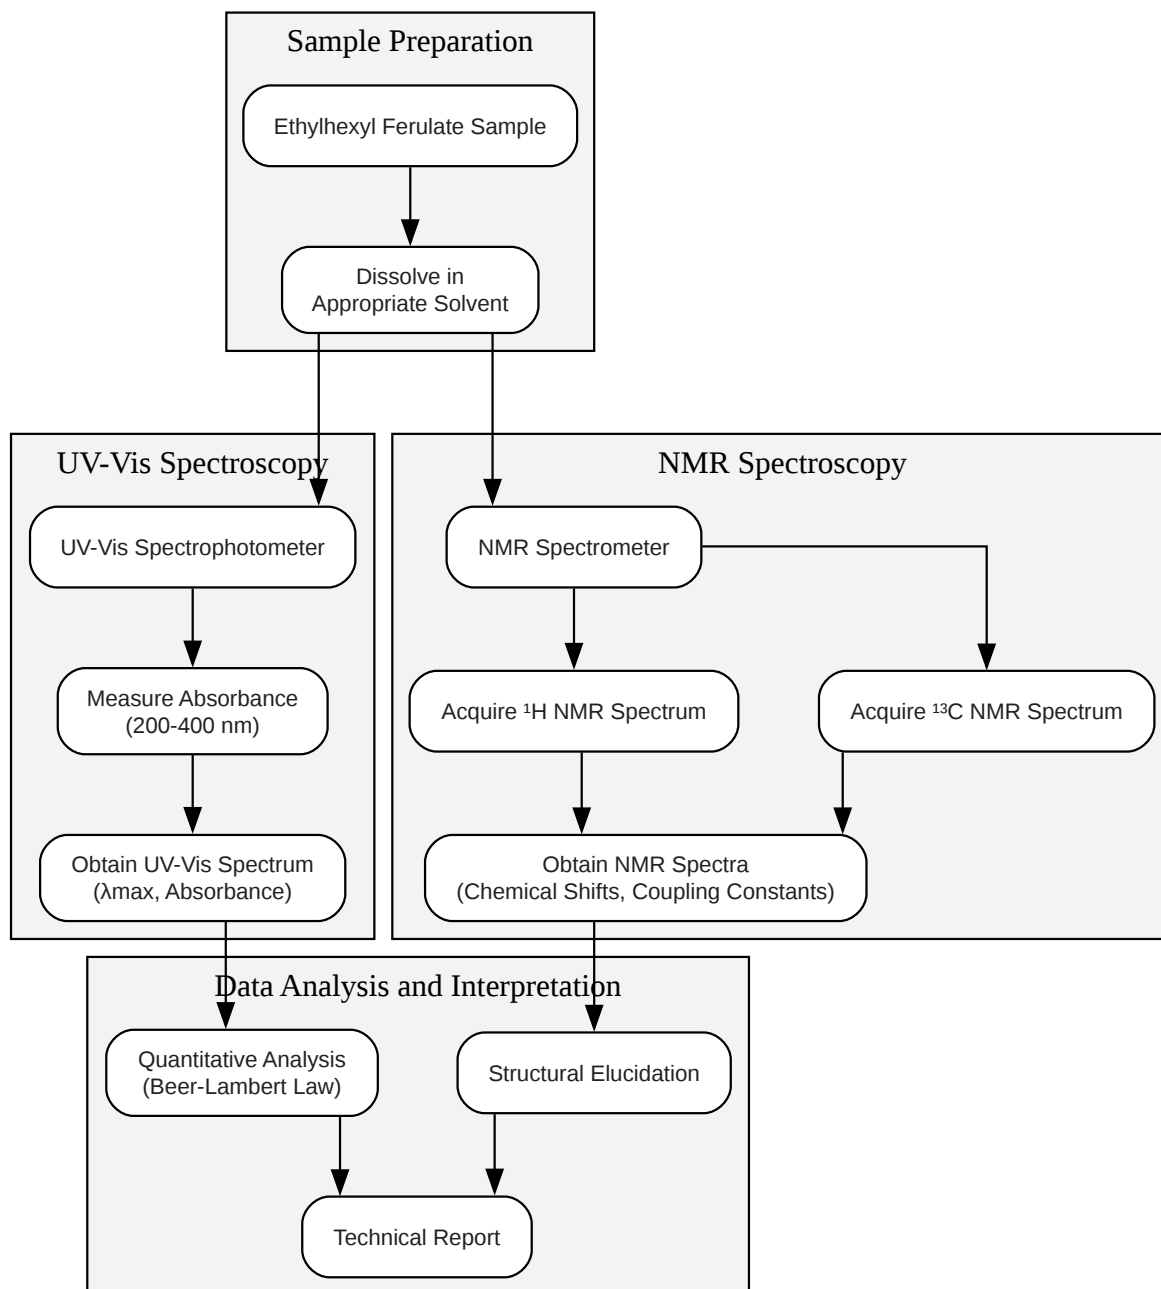 Sample Preparation
Ethylhexyl Ferulate Sample
Dissolve in
Appropriate Solvent
UV-Vis Spectroscopy
UV-Vis Spectrophotometer
Measure Absorbance
(200-400 nm)
Obtain UV-Vis Spectrum
(λmax, Absorbance)
NMR Spectroscopy
NMR Spectrometer
Acquire ¹H NMR Spectrum
Acquire ¹³C NMR Spectrum
Obtain NMR Spectra
(Chemical Shifts, Coupling Constants)
Data Analysis and Interpretation
Quantitative Analysis
(Beer-Lambert Law)
Structural Elucidation
Technical Report